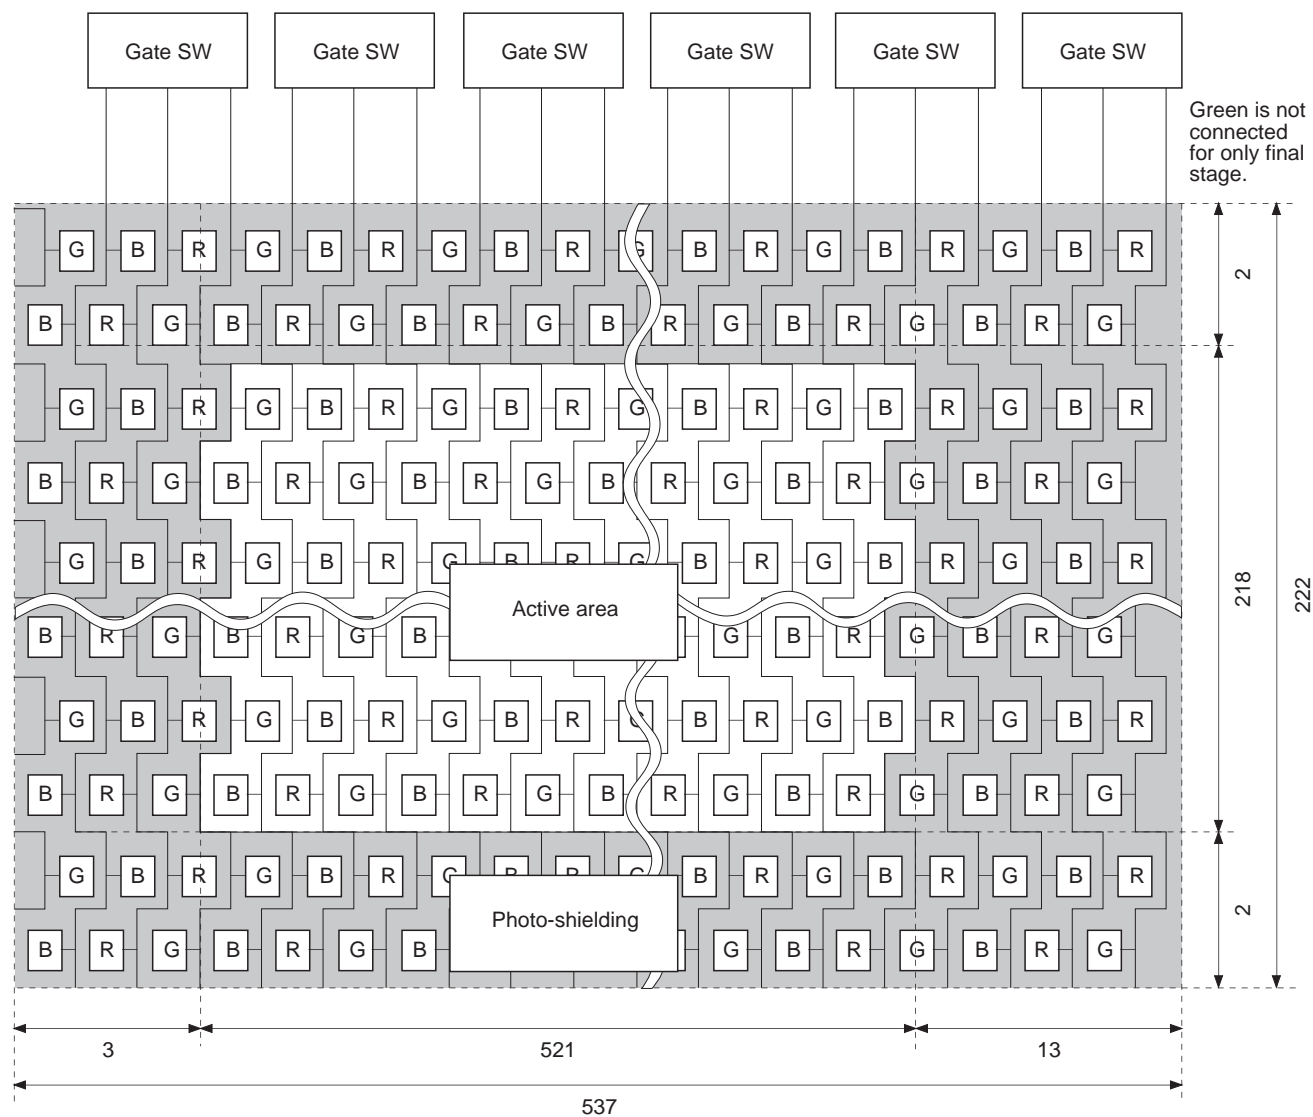 Gate SW Gate SW Gate SW Gate SW Gate SW Gate SW
Green is not
connected
for only final
stage.
G B R G B R G B R G B R G B R G B R
2
B R G B R G B R G B R G B R G B R G
G B R G B R G B R G B R G B R G B R
B R G B R G B R G B R G B R G B R G
G B R G B R G B R G B R G B R G B R
218
222
Active area
B R G B R G B G B R G B R G
G B R G B R G B R G B R G B R G B R
B R G B R G B R G B R G B R G B R G
G B R G B R B R G B R G B R
2
Photo-shielding
B R G B R G B G B R G B R G
3 521 13
537